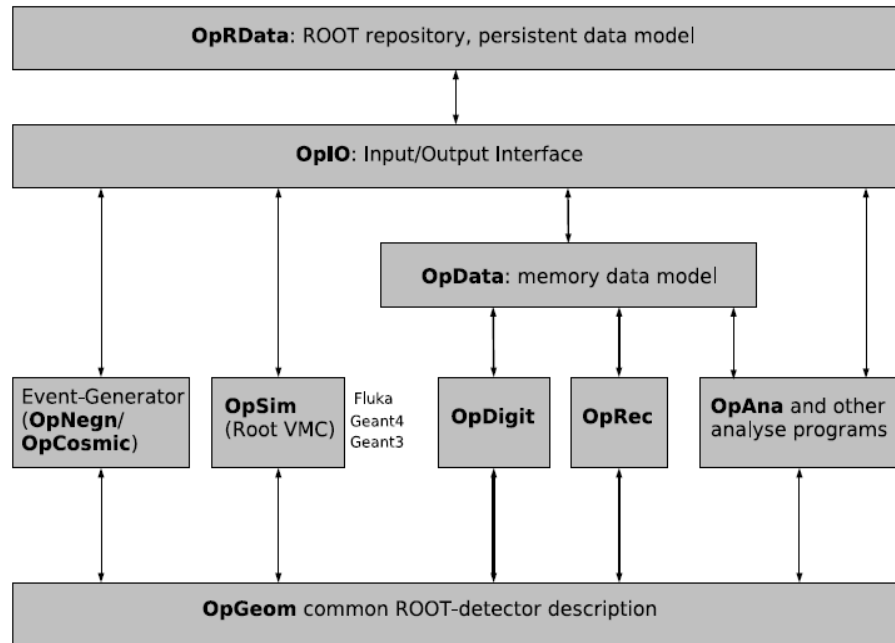 OpRData: ROOT repository, persistent data model
OpIO: Input/Output Interface
OpData: memory data model
Event-Generator
(OpNegn/
OpCosmic)
OpSim
(Root VMC)
Fluka
Geant4
Geant3
OpDigit
OpRec
OpAna and other
analyse programs
OpGeom common ROOT-detector description